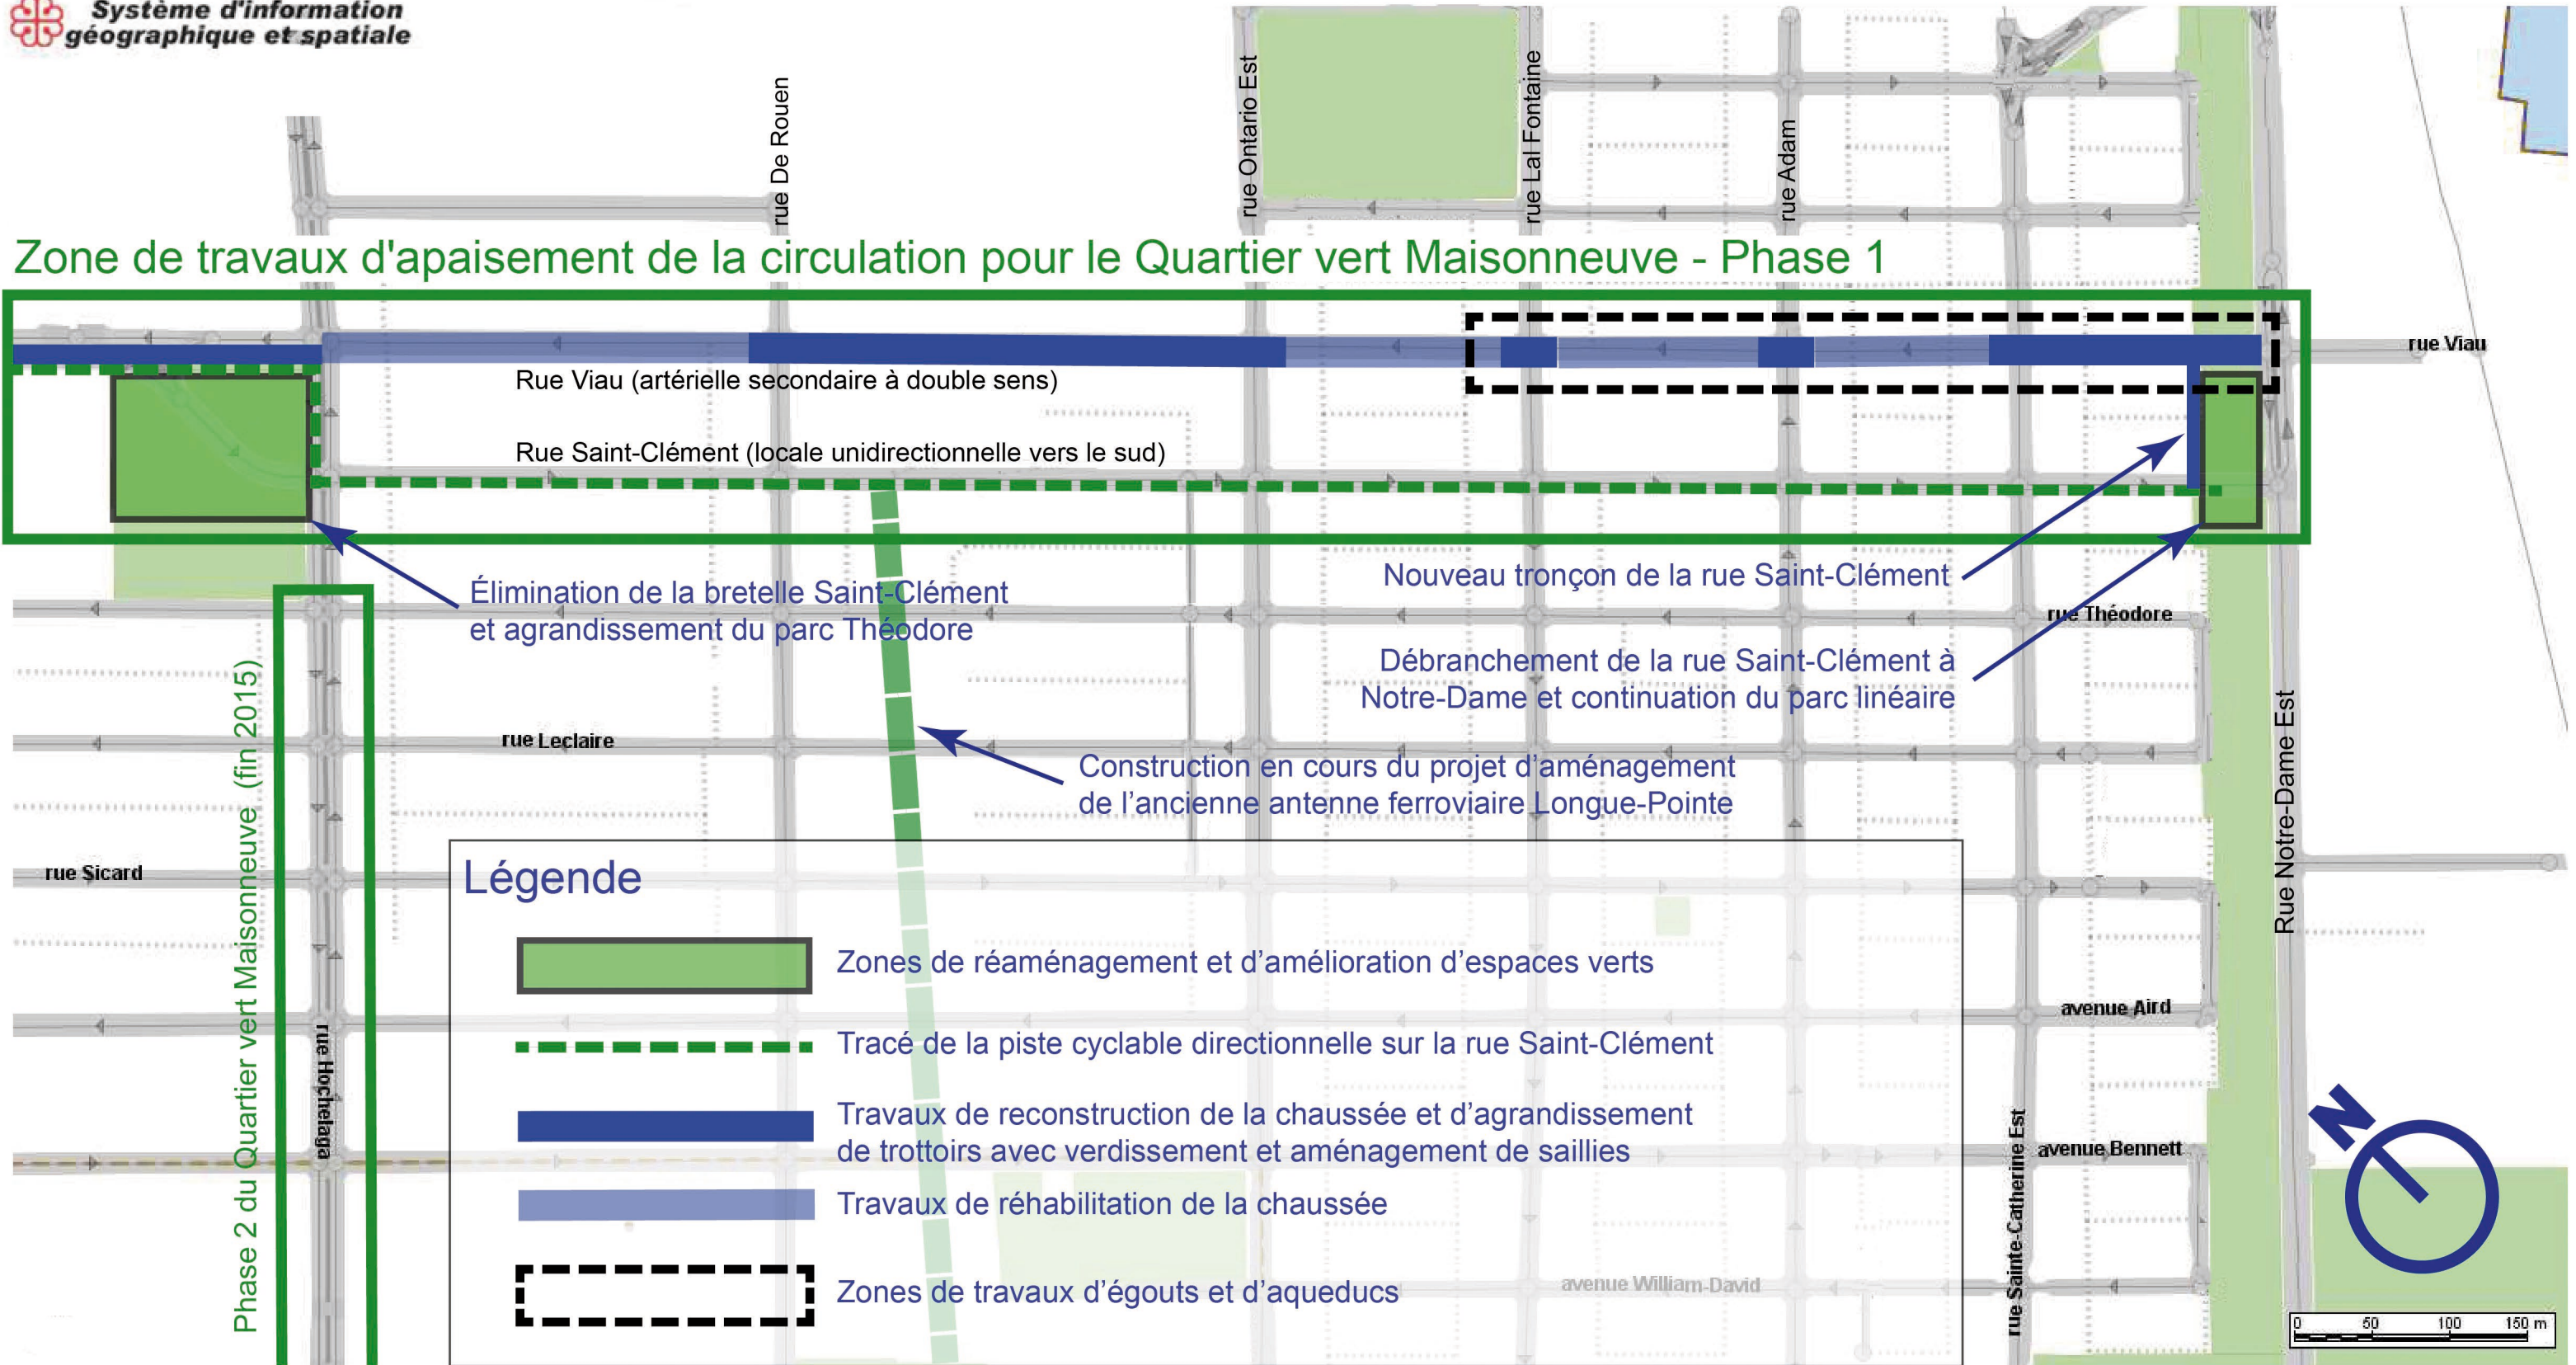 Système d'information
géographique et spatiale
rue De Rouen
rue Ontario Est
rue Lal Fontaine
rue Adam
Zone de travaux d'apaisement de la circulation pour le Quartier vert Maisonneuve - Phase 1
rue Viau
Rue Viau (artérielle secondaire à double sens)
Rue Saint-Clément (locale unidirectionnelle vers le sud)
Élimination de la bretelle Saint-Clément
et agrandissement du parc Théodore
Nouveau tronçon de la rue Saint-Clément
rue Théodore
Débranchement de la rue Saint-Clément à
Notre-Dame et continuation du parc linéaire
rue Leclaire
Construction en cours du projet d’aménagement
de l’ancienne antenne ferroviaire Longue-Pointe
Phase 2 du Quartier vert Maisonneuve (fin 2015)
rue Sicard
rue Hochelaga
Rue Notre-Dame Est
Légende
Zones de réaménagement et d’amélioration d’espaces verts
Tracé de la piste cyclable directionnelle sur la rue Saint-Clément
Travaux de reconstruction de la chaussée et d’agrandissement
de trottoirs avec verdissement et aménagement de saillies
Travaux de réhabilitation de la chaussée
Zones de travaux d’égouts et d’aqueducs
avenue Aird
avenue Bennett
avenue William-David
rue Sainte-Catherine Est
N
0 50 100 150 m